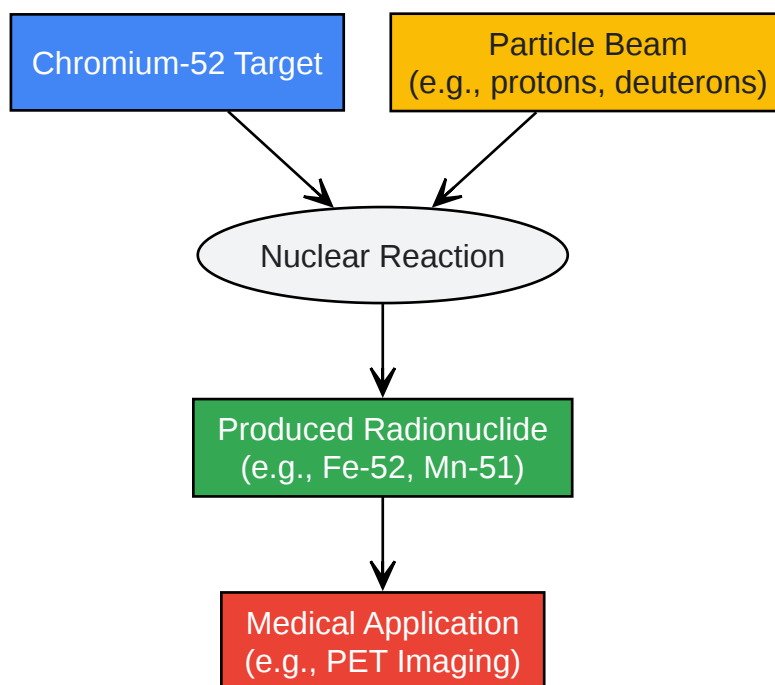 Chromium-52 Target
Particle Beam
(e.g., protons, deuterons)
Nuclear Reaction
Produced Radionuclide
(e.g., Fe-52, Mn-51)
Medical Application
(e.g., PET Imaging)